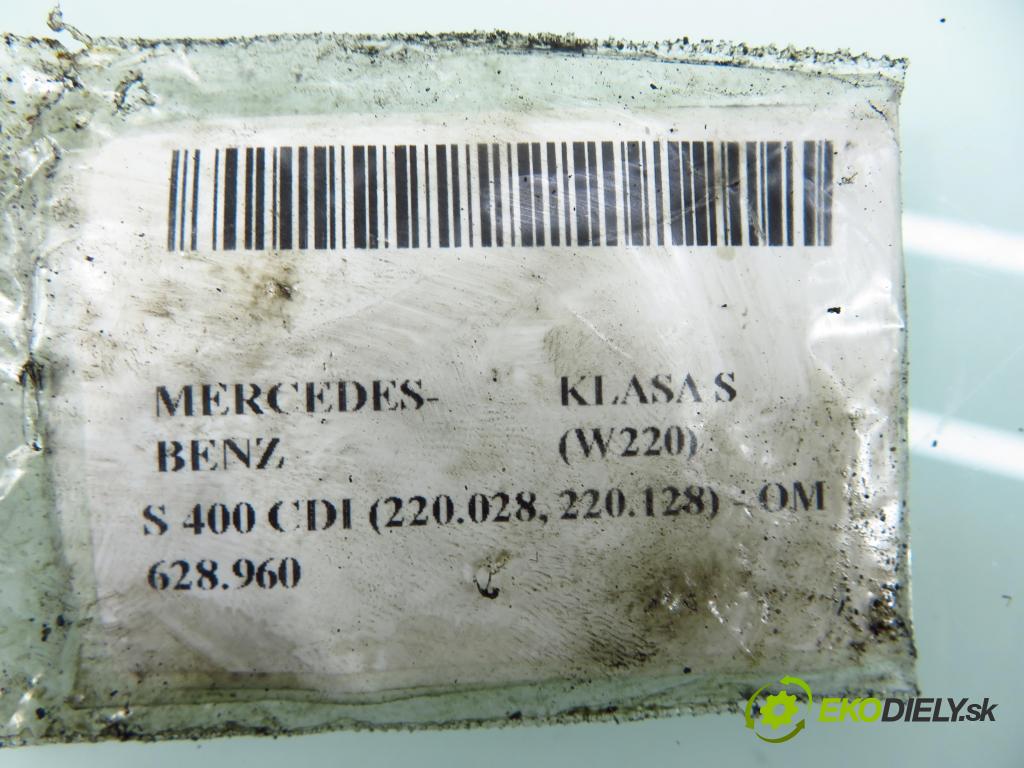 MERCEDES- KLASA S
BENZ (W220)
S 400 CDI (220.028, 220.128) - OM
628.960
EKODIELY.sk